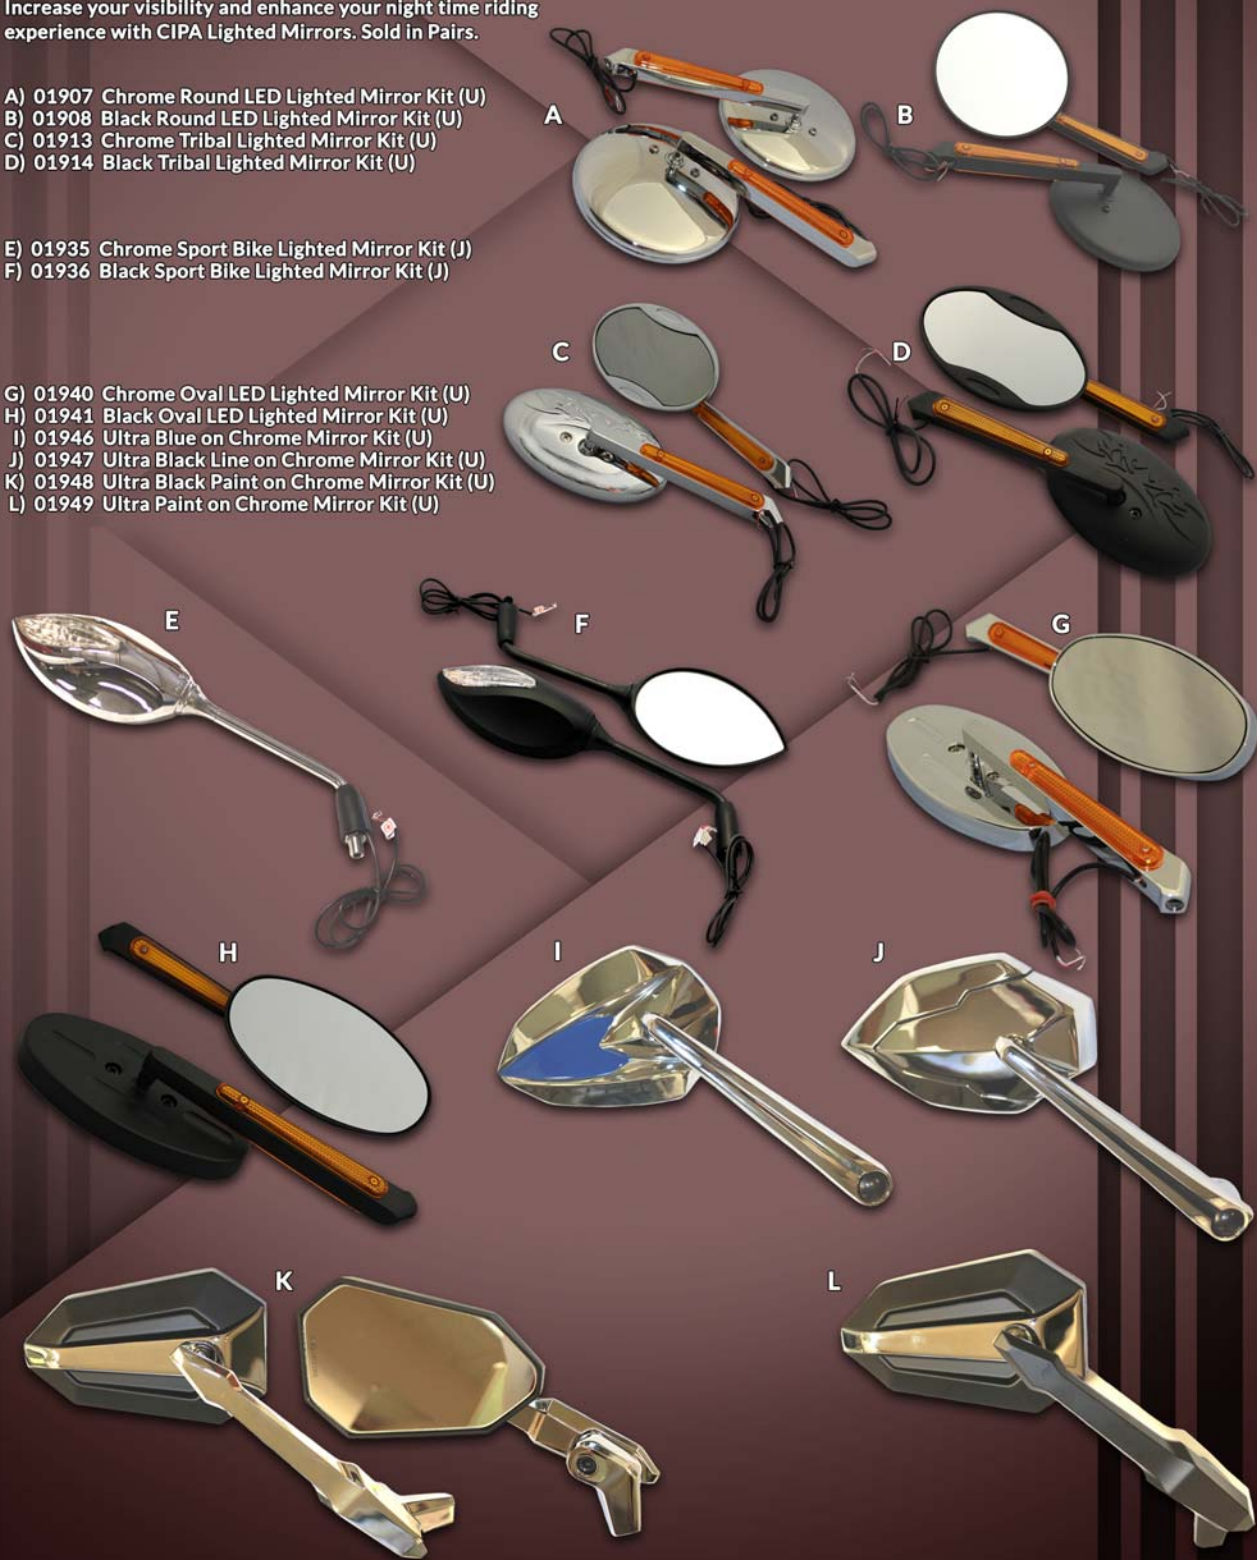 Increase your visibility and enhance your night time riding
experience with CIPA Lighted Mirrors. Sold in Pairs.
A) 01907 Chrome Round LED Lighted Mirror Kit (U)
B) 01908 Black Round LED Lighted Mirror Kit (U)
C) 01913 Chrome Tribal Lighted Mirror Kit (U)
D) 01914 Black Tribal Lighted Mirror Kit (U)
E) 01935 Chrome Sport Bike Lighted Mirror Kit (J)
F) 01936 Black Sport Bike Lighted Mirror Kit (J)
G) 01940 Chrome Oval LED Lighted Mirror Kit (U)
H) 01941 Black Oval LED Lighted Mirror Kit (U)
I) 01946 Ultra Blue on Chrome Mirror Kit (U)
J) 01947 Ultra Black Line on Chrome Mirror Kit (U)
K) 01948 Ultra Black Paint on Chrome Mirror Kit (U)
L) 01949 Ultra Paint on Chrome Mirror Kit (U)
A
B
C
D
E
F
G
H
I
J
K
L